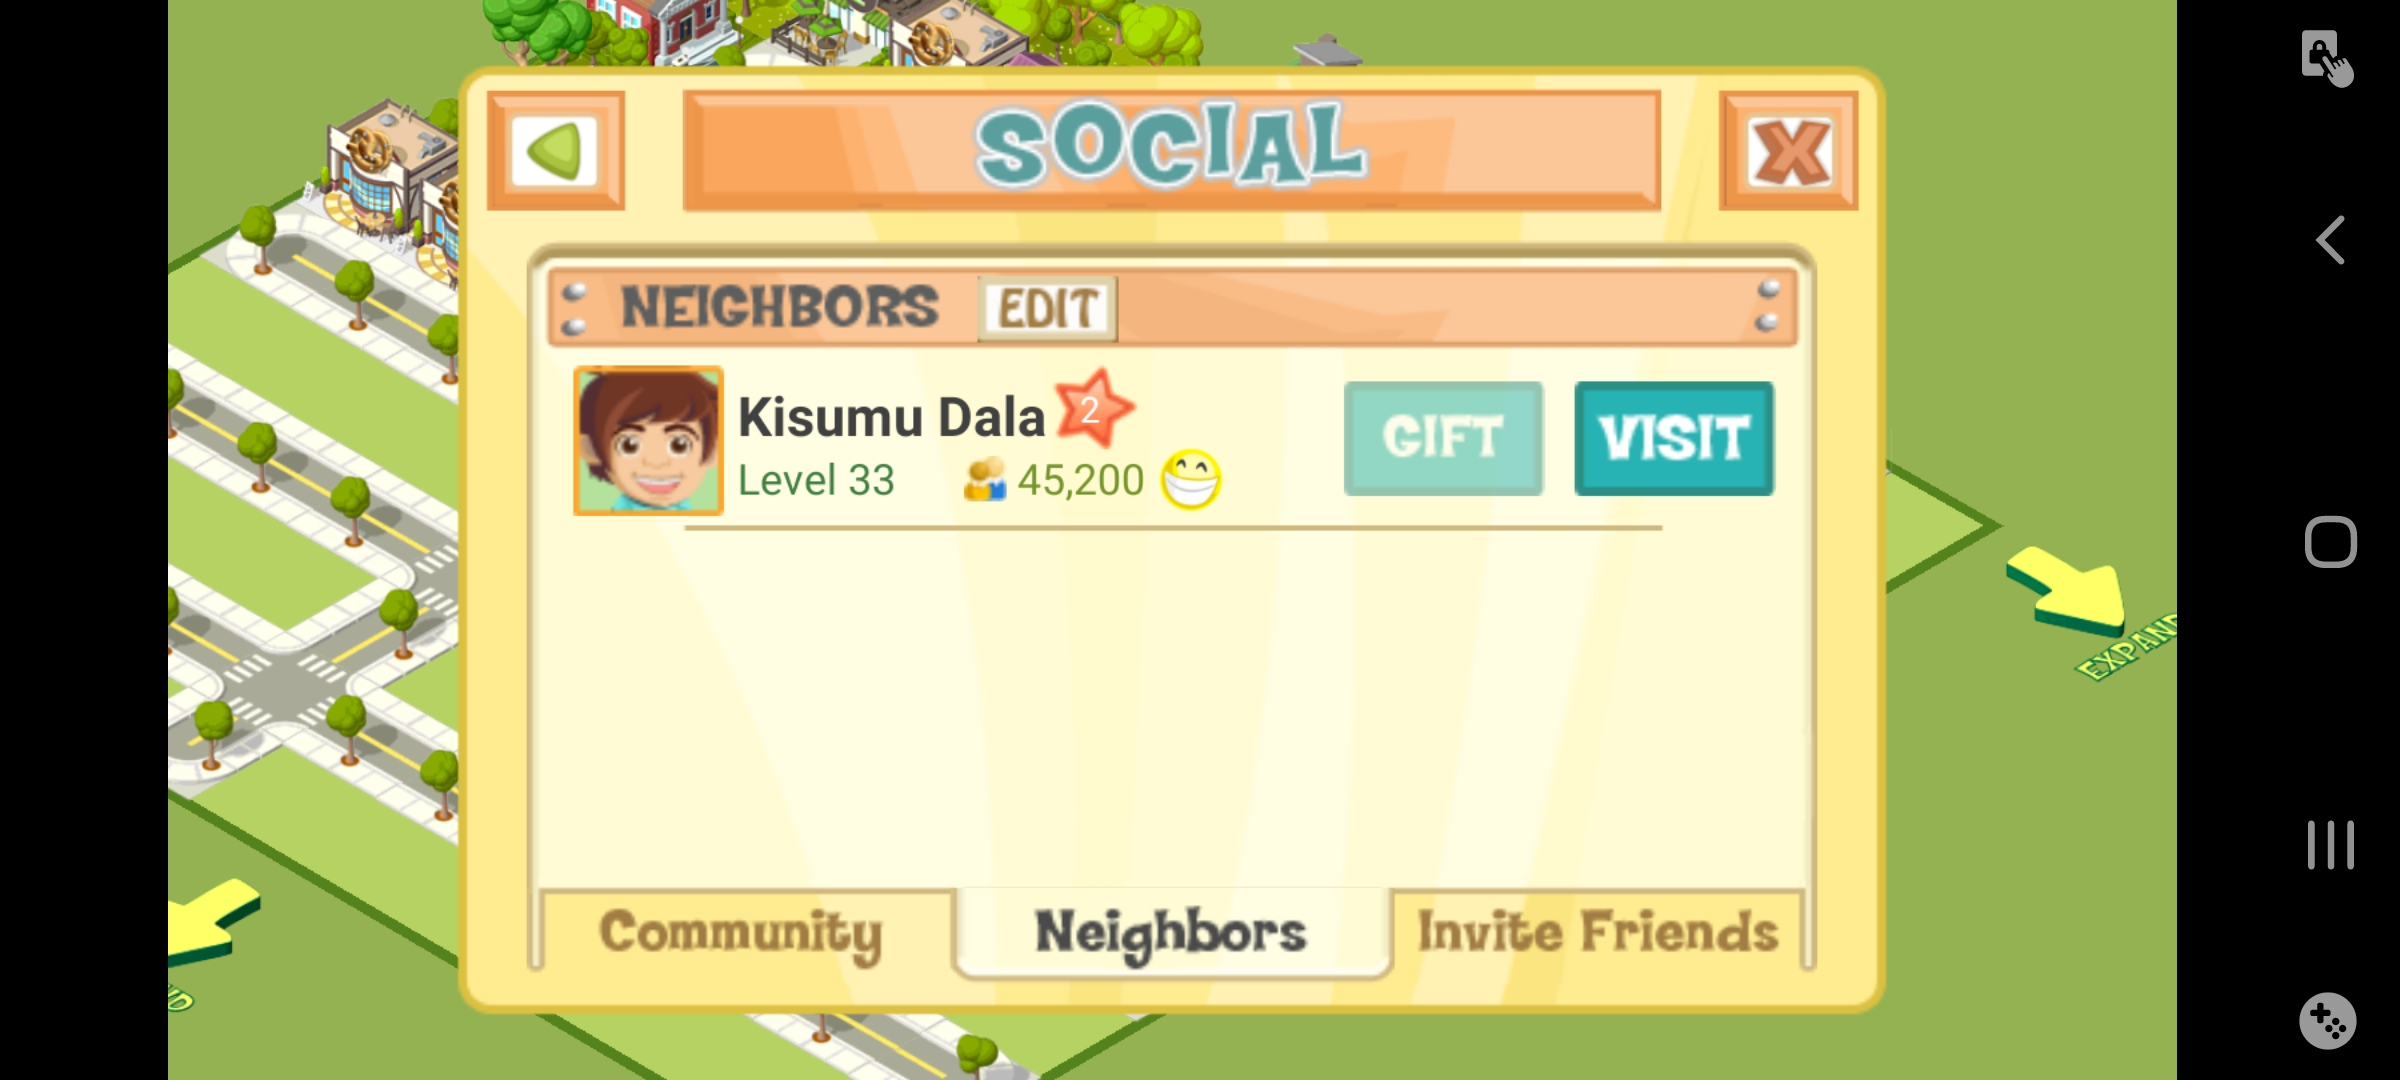 SOCIAL
NEIGHBORS EDIT
Kisumu Dala 2
Level 33 45,200
GIFT VISIT
EXPAND
Community Neighbors Invite Friends